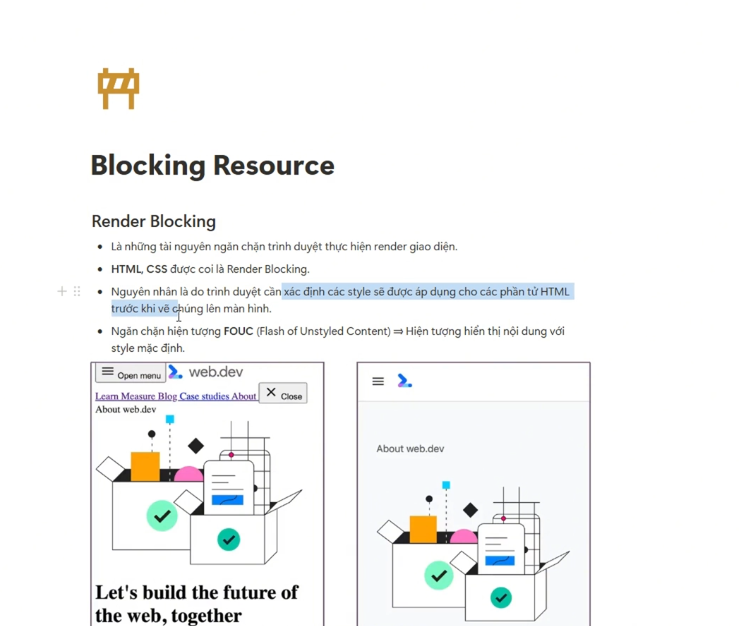 Blocking Resource
Render Blocking
Là những tài nguyên ngăn chặn trình duyệt thực hiện render giao diện.
HTML, CSS được coi là Render Blocking.
Nguyên nhân là do trình duyệt cần xác định các style sẽ được áp dụng cho các phần tử HTML
trước khi vẽ chúng lên màn hình.
Ngăn chặn hiện tượng FOUC (Flash of Unstyled Content) ⇒ Hiện tượng hiển thị nội dung với
style mặc định.
Open menu web.dev
Learn Measure Blog Case studies About Close
About web.dev
Let's build the future of
the web, together
About web.dev